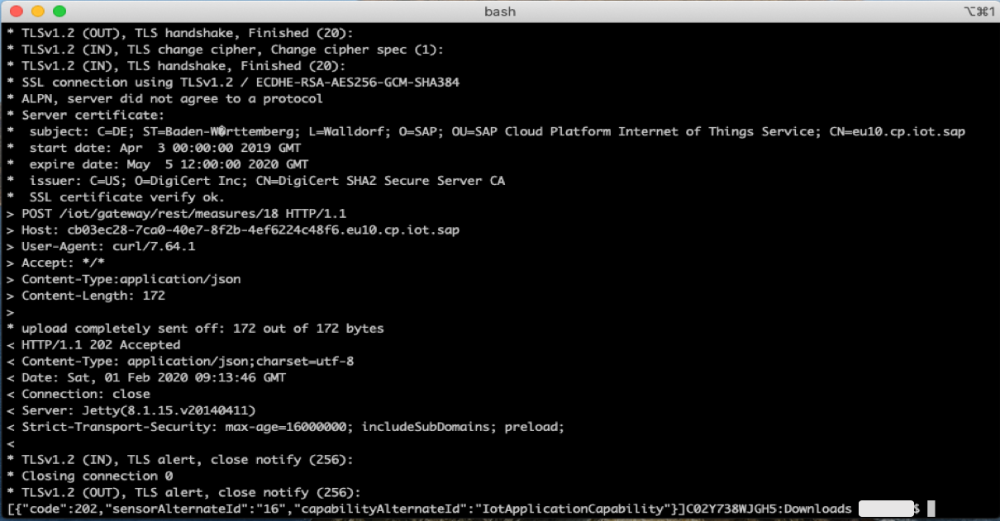 bash
⌥⌘1
* TLSv1.2 (OUT), TLS handshake, Finished (20):
* TLSv1.2 (IN), TLS change cipher, Change cipher spec (1):
* TLSv1.2 (IN), TLS handshake, Finished (20):
* SSL connection using TLSv1.2 / ECDHE-RSA-AES256-GCM-SHA384
* ALPN, server did not agree to a protocol
* Server certificate:
*  subject: C=DE; ST=Baden-W�rttemberg; L=Walldorf; O=SAP; OU=SAP Cloud Platform Internet of Things Service; CN=eu10.cp.iot.sap
*  start date: Apr  3 00:00:00 2019 GMT
*  expire date: May  5 12:00:00 2020 GMT
*  issuer: C=US; O=DigiCert Inc; CN=DigiCert SHA2 Secure Server CA
*  SSL certificate verify ok.
> POST /iot/gateway/rest/measures/18 HTTP/1.1
> Host: cb03ec28-7ca0-40e7-8f2b-4ef6224c48f6.eu10.cp.iot.sap
> User-Agent: curl/7.64.1
> Accept: */*
> Content-Type:application/json
> Content-Length: 172
>
* upload completely sent off: 172 out of 172 bytes
< HTTP/1.1 202 Accepted
< Content-Type: application/json;charset=utf-8
< Date: Sat, 01 Feb 2020 09:13:46 GMT
< Connection: close
< Server: Jetty(8.1.15.v20140411)
< Strict-Transport-Security: max-age=16000000; includeSubDomains; preload;
<
* TLSv1.2 (IN), TLS alert, close notify (256):
* Closing connection 0
* TLSv1.2 (OUT), TLS alert, close notify (256):
[{"code":202,"sensorAlternateId":"16","capabilityAlternateId":"IotApplicationCapability"}]C02Y738WJGH5:Downloads $